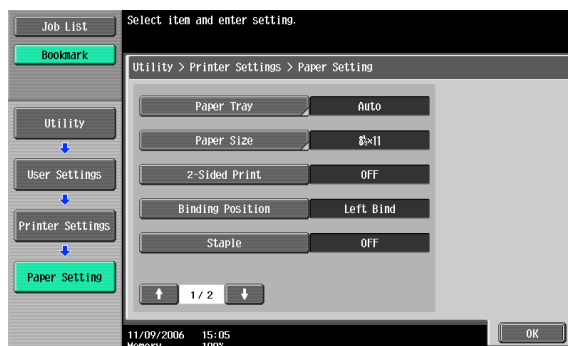 Job List
Select item and enter setting.
Bookmark
Utility > Printer Settings > Paper Setting
Paper Tray Auto
Utility
Paper Size 8½×11
User Settings
2-Sided Print OFF
Binding Position Left Bind
Printer Settings
Staple OFF
Paper Setting
1/2
OK
11/09/2006 15:05
Memory 100%